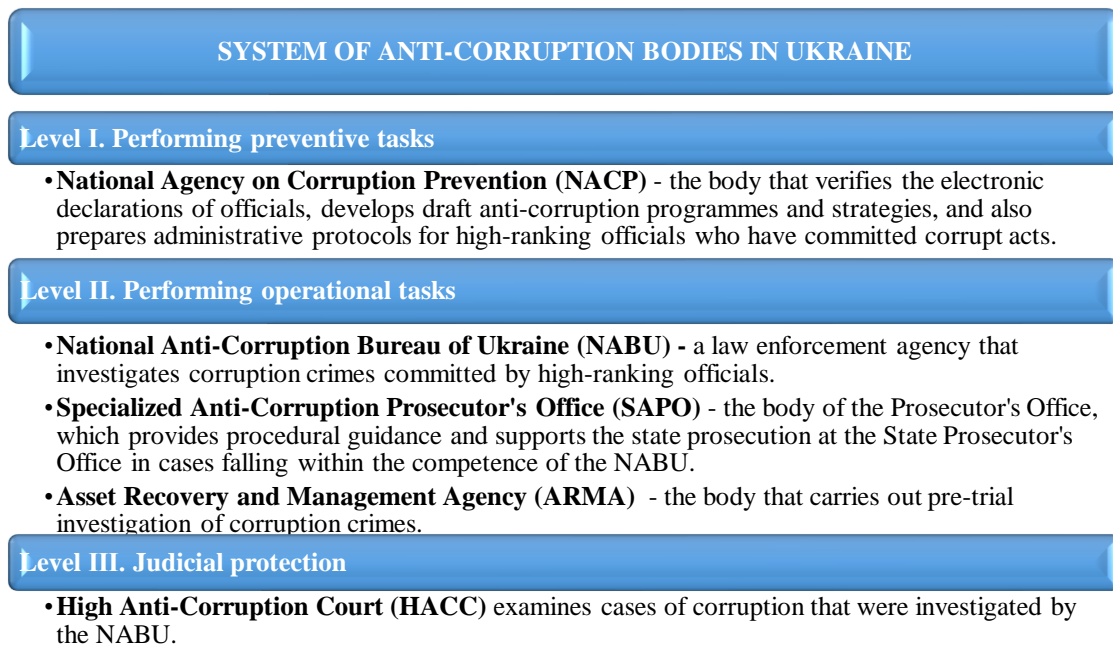 SYSTEM OF ANTI-CORRUPTION BODIES IN UKRAINE
Level I. Performing preventive tasks
•National Agency on Corruption Prevention (NACP) - the body that verifies the electronic
declarations of officials, develops draft anti-corruption programmes and strategies, and also
prepares administrative protocols for high-ranking officials who have committed corrupt acts.
Level II. Performing operational tasks
•National Anti-Corruption Bureau of Ukraine (NABU) - a law enforcement agency that
investigates corruption crimes committed by high-ranking officials.
•Specialized Anti-Corruption Prosecutor's Office (SAPO) - the body of the Prosecutor's Office,
which provides procedural guidance and supports the state prosecution at the State Prosecutor's
Office in cases falling within the competence of the NABU.
•Asset Recovery and Management Agency (ARMA) - the body that carries out pre-trial
investigation of corruption crimes.
Level III. Judicial protection
•High Anti-Corruption Court (HACC) examines cases of corruption that were investigated by
the NABU.